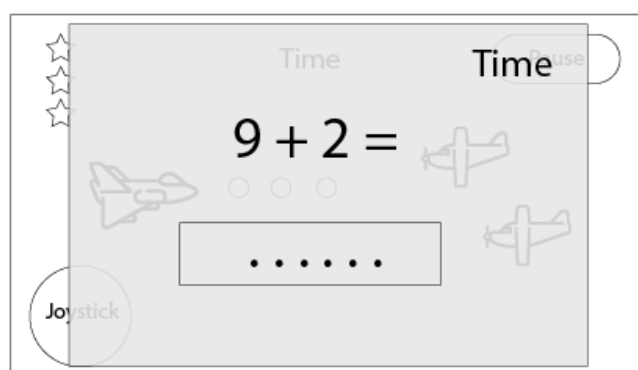 Time
Time
Pause
9 + 2 =
......
Joystick